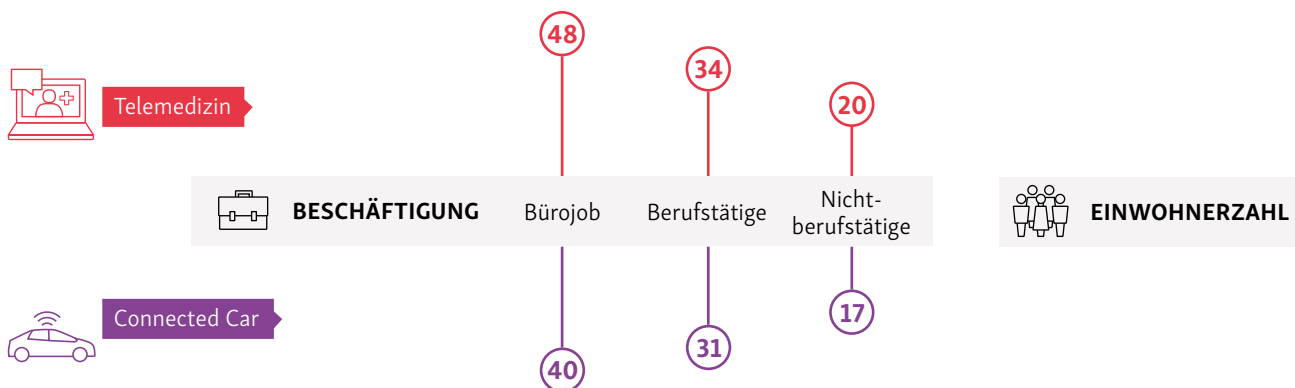 48
34
20
Telemedizin
BESCHÄFTIGUNG
Bürojob
Berufstätige
Nicht-
berufstätige
EINWOHNERZAHL
Connected Car
40
31
17